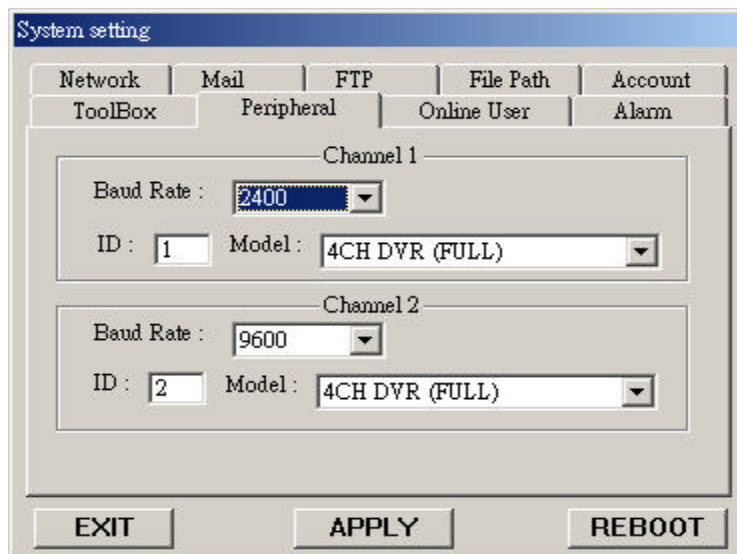 System setting
Network Mail FTP File Path Account
ToolBox Peripheral Online User Alarm
Channel 1
Baud Rate : 2400
ID : 1 Model : 4CH DVR (FULL)
Channel 2
Baud Rate : 9600
ID : 2 Model : 4CH DVR (FULL)
EXIT APPLY REBOOT